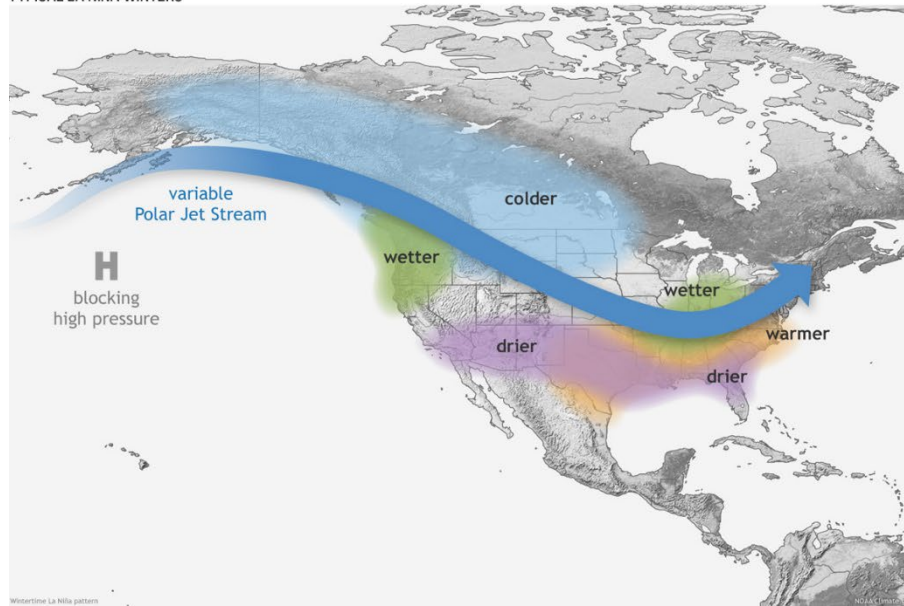 TYPICAL LA NIÑA WINTERS
variable
Polar Jet Stream
colder
H
blocking
high pressure
wetter
wetter
warmer
drier
drier
Wintertime La Niña pattern
NOAA Climate